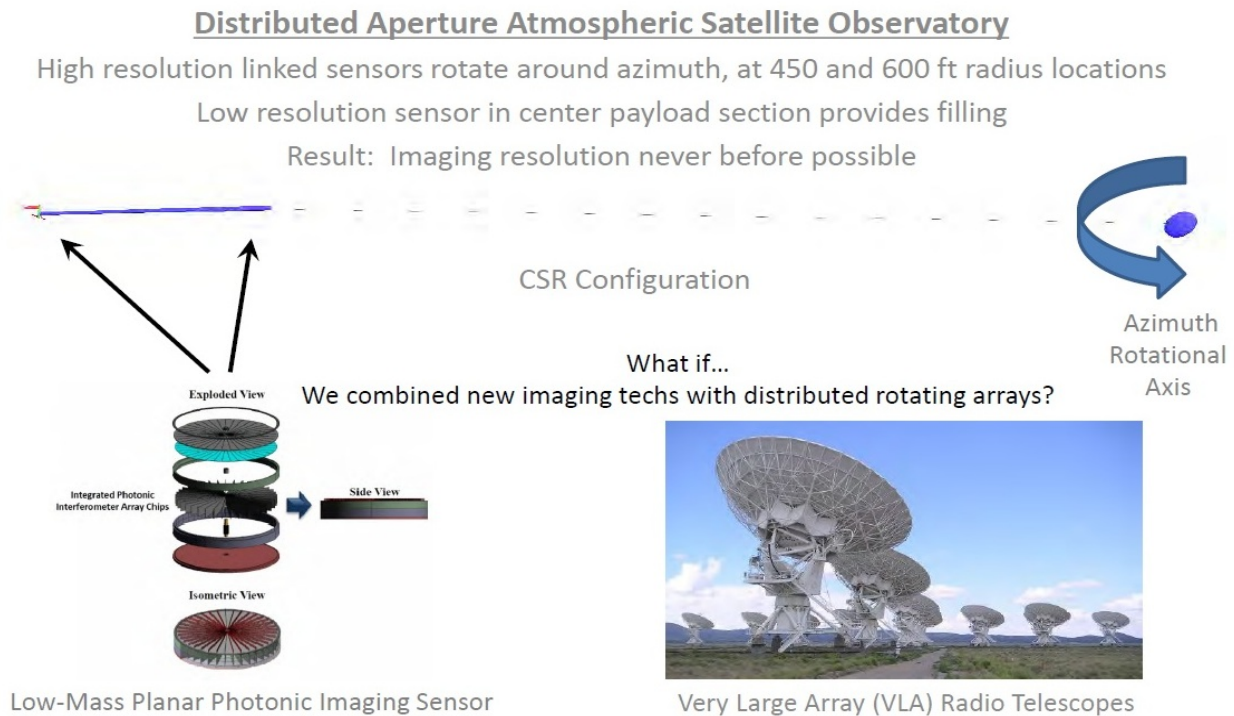 Distributed Aperture Atmospheric Satellite Observatory
High resolution linked sensors rotate around azimuth, at 450 and 600 ft radius locations
Low resolution sensor in center payload section provides filling
Result:  Imaging resolution never before possible
CSR Configuration
Azimuth
Rotational
Axis
What if...
We combined new imaging techs with distributed rotating arrays?
Exploded View
Integrated Photonic
Interferometer Array Chips
Side View
Isometric View
Low-Mass Planar Photonic Imaging Sensor
Very Large Array (VLA) Radio Telescopes